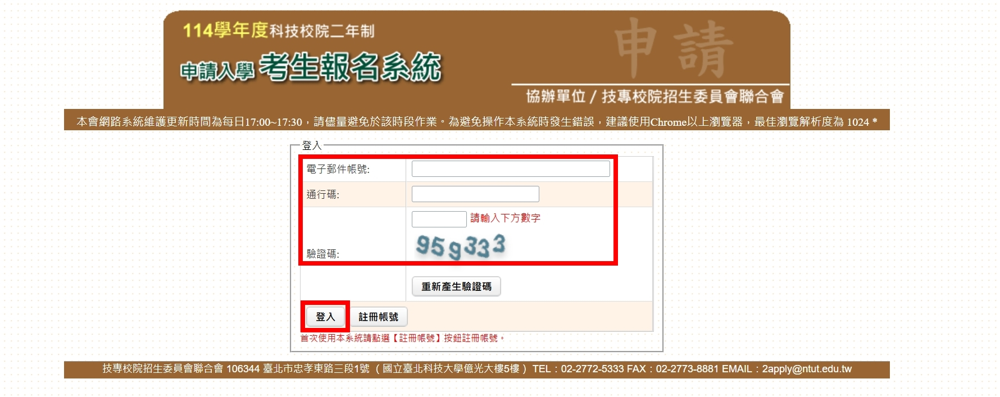 114學年度科技校院二年制
申請
申請入學 考生報名系統
協辦單位 / 技專校院招生委員會聯合會
本會網路系統維護更新時間為每日17:00~17:30，請儘量避免於該時段作業。為避免操作本系統時發生錯誤，建議使用Chrome以上瀏覽器，最佳瀏覽解析度為 1024 *
登入
電子郵件帳號:
通行碼:
請輸入下方數字
959333
驗證碼:
重新產生驗證碼
登入 註冊帳號
首次使用本系統請點選【註冊帳號】按鈕註冊帳號。
技專校院招生委員會聯合會 106344 臺北市忠孝東路三段1號 （國立臺北科技大學億光大樓5樓） TEL：02-2772-5333 FAX：02-2773-8881 EMAIL：2apply@ntut.edu.tw